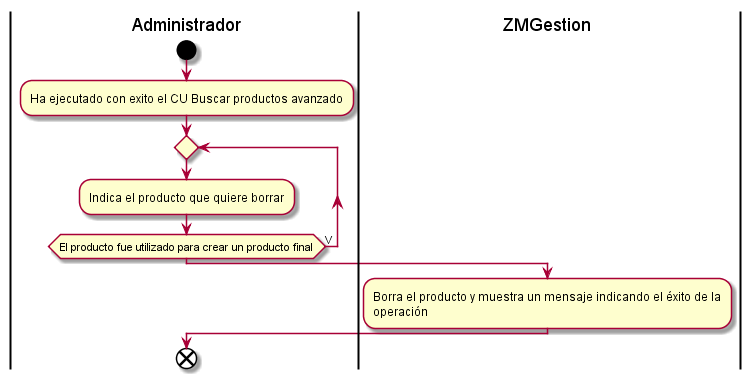 Administrador
ZMGestion
Ha ejecutado con exito el CU Buscar productos avanzado
Indica el producto que quiere borrar
El producto fue utilizado para crear un producto final
V
Borra el producto y muestra un mensaje indicando el éxito de la
operación